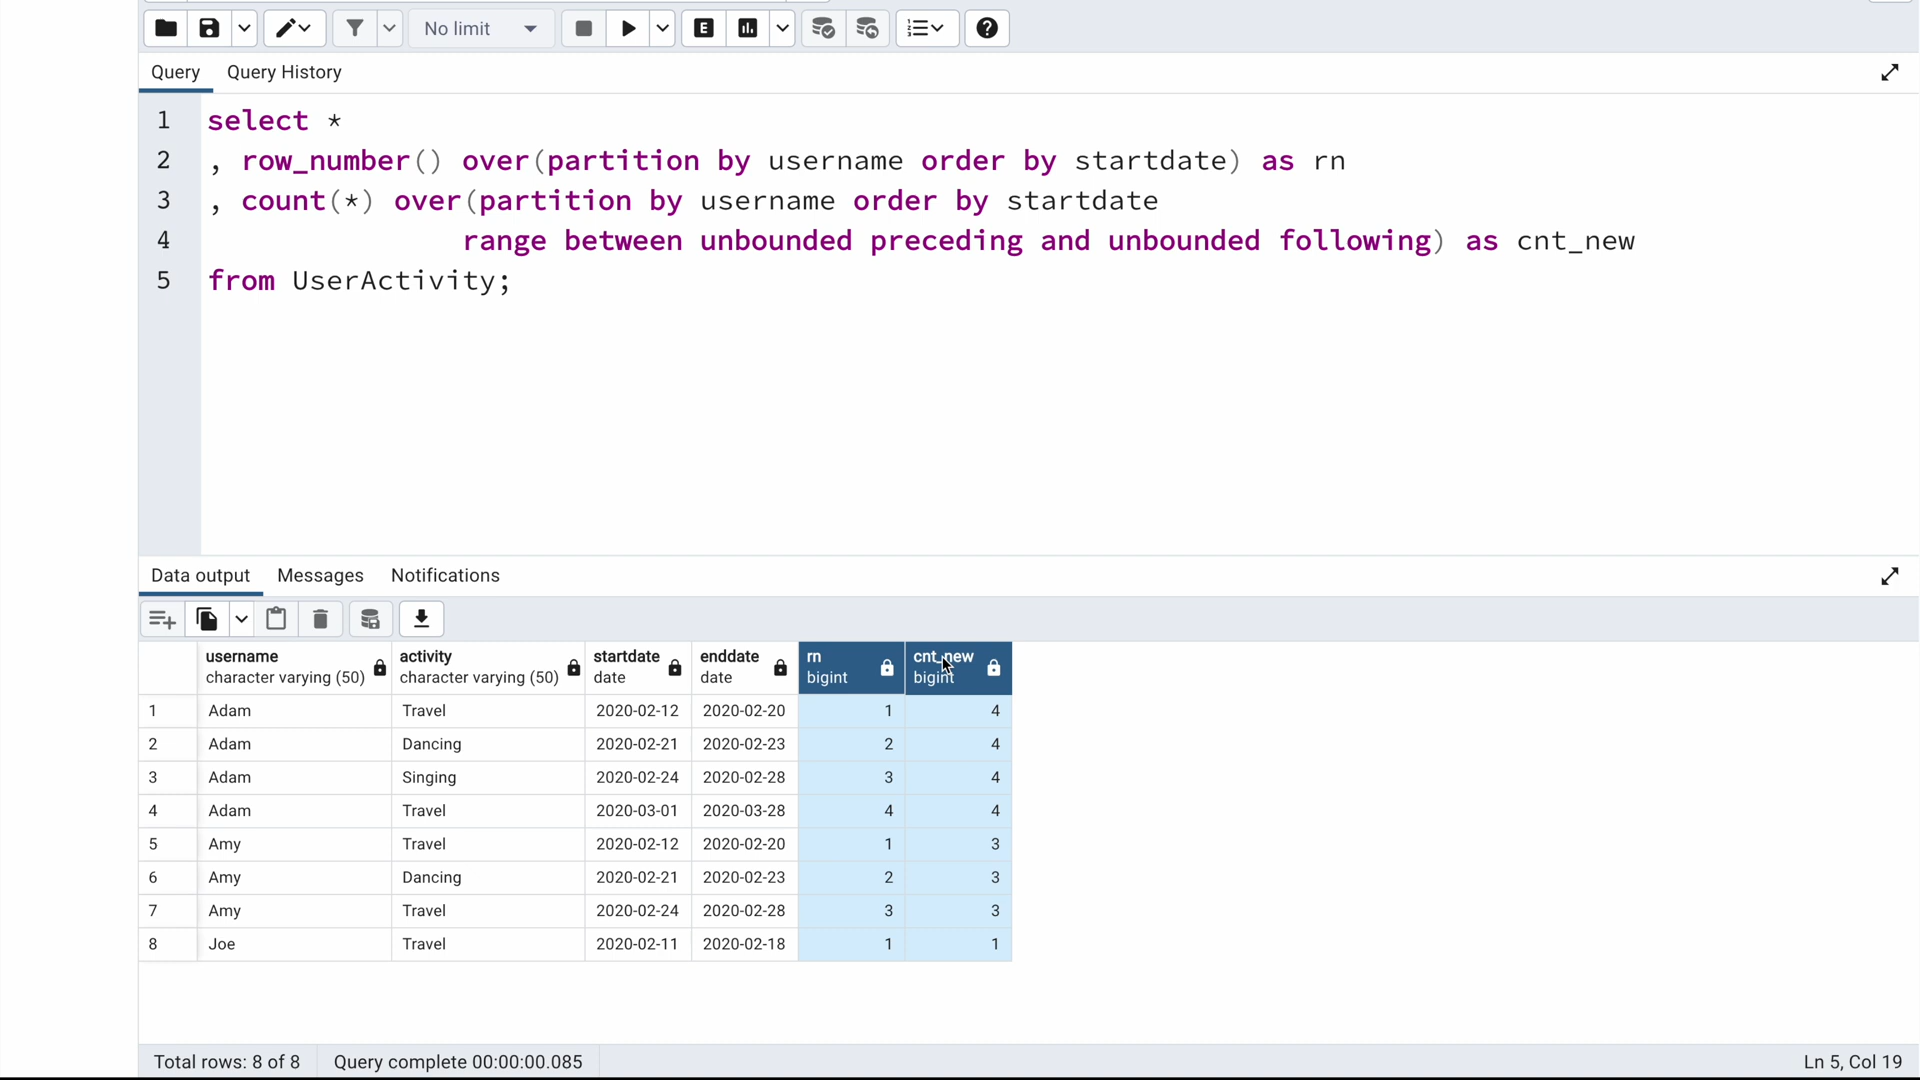 No limit
Query Query History
1 select *
2 , row_number() over(partition by username order by startdate) as rn
3 , count(*) over(partition by username order by startdate
4 range between unbounded preceding and unbounded following) as cnt_new
5 from UserActivity;
Data output Messages Notifications
username activity startdate enddate rn cnt_new
character varying (50) character varying (50) date date bigint bigint
1 Adam Travel 2020-02-12 2020-02-20 1 4
2 Adam Dancing 2020-02-21 2020-02-23 2 4
3 Adam Singing 2020-02-24 2020-02-28 3 4
4 Adam Travel 2020-03-01 2020-03-28 4 4
5 Amy Travel 2020-02-12 2020-02-20 1 3
6 Amy Dancing 2020-02-21 2020-02-23 2 3
7 Amy Travel 2020-02-24 2020-02-28 3 3
8 Joe Travel 2020-02-11 2020-02-18 1 1
Total rows: 8 of 8 Query complete 00:00:00.085 Ln 5, Col 19